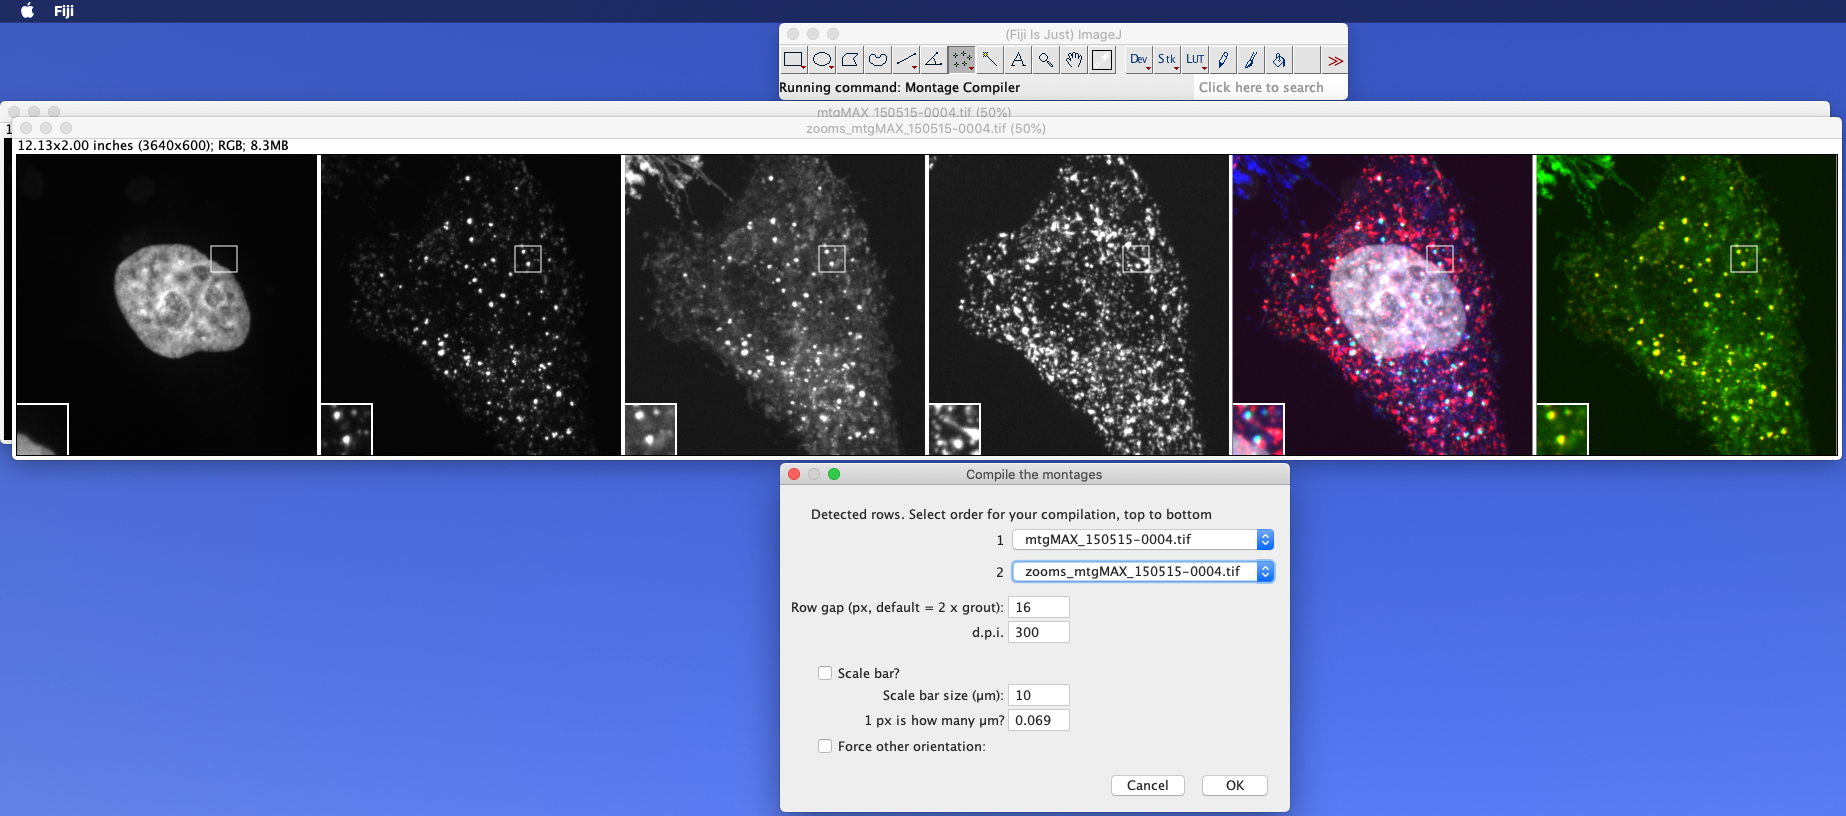 Fiji
(Fiji Is Just) ImageJ
Dev Stk LUT
Running command: Montage Compiler
Click here to search
mtgMAX_150515-0004.tif (50%)
1
zooms_mtgMAX_150515-0004.tif (50%)
12.13x2.00 inches (3640x600); RGB; 8.3MB
Compile the montages
Detected rows. Select order for your compilation, top to bottom
1 mtgMAX_150515-0004.tif
2 zooms_mtgMAX_150515-0004.tif
Row gap (px, default = 2 x grout): 16
d.p.i. 300
Scale bar?
Scale bar size (µm): 10
1 px is how many µm? 0.069
Force other orientation:
Cancel OK